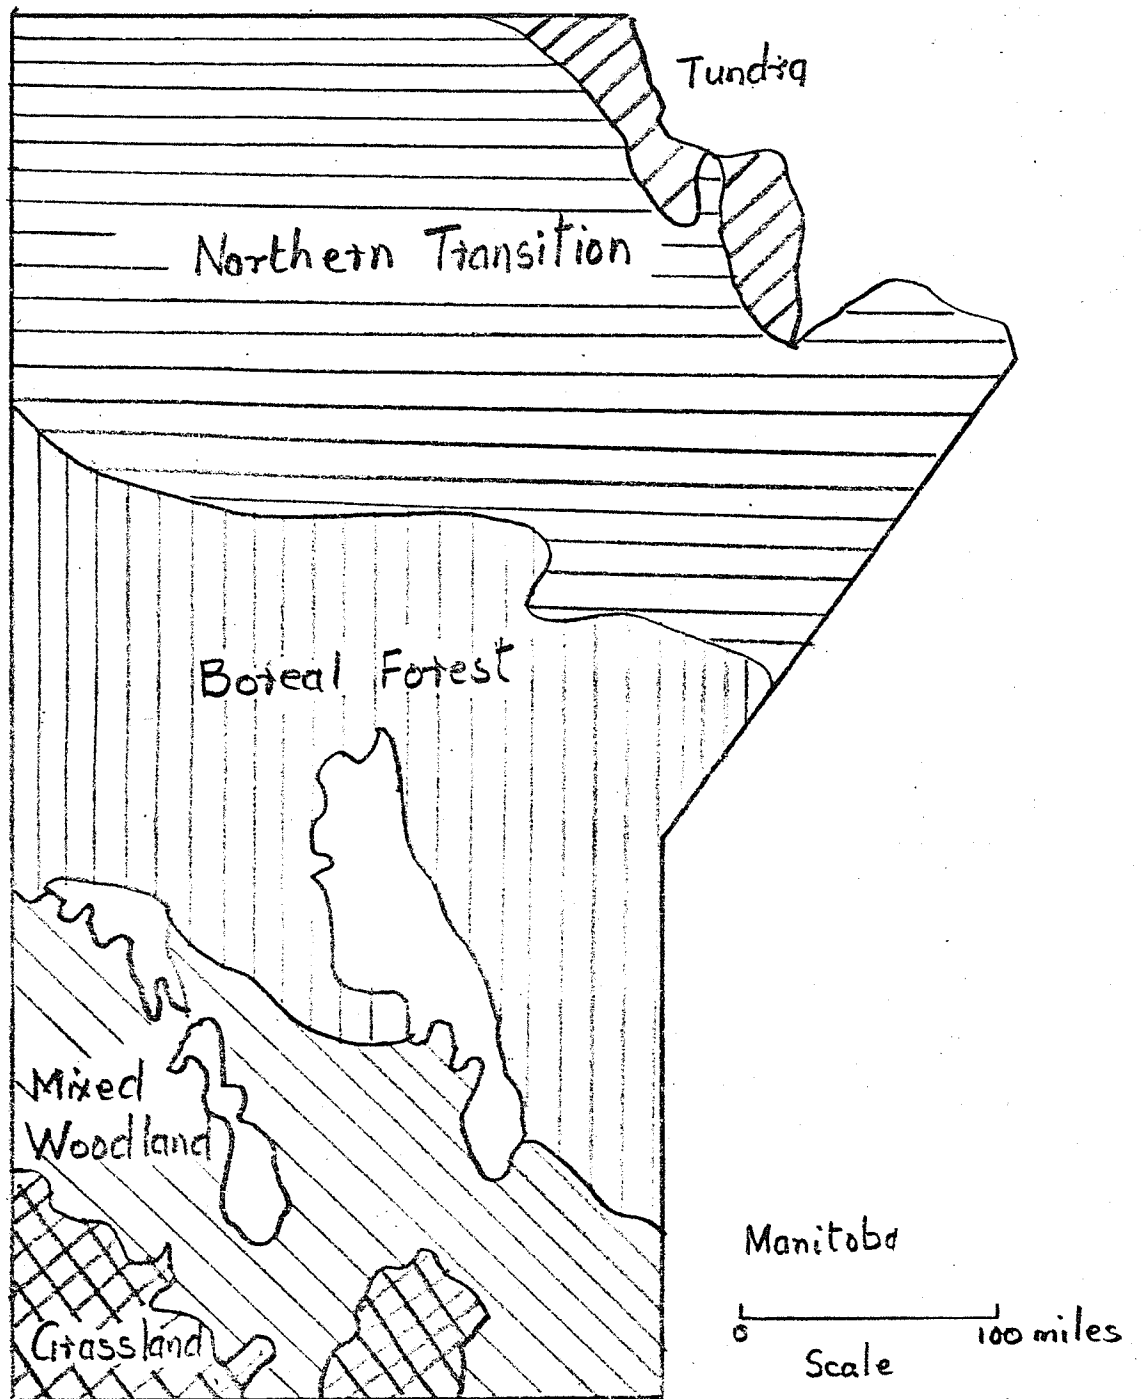 Tundra
Northern Transition
Boreal Forest
Mixed
Woodland
Grassland
Manitoba
0 100 miles
Scale